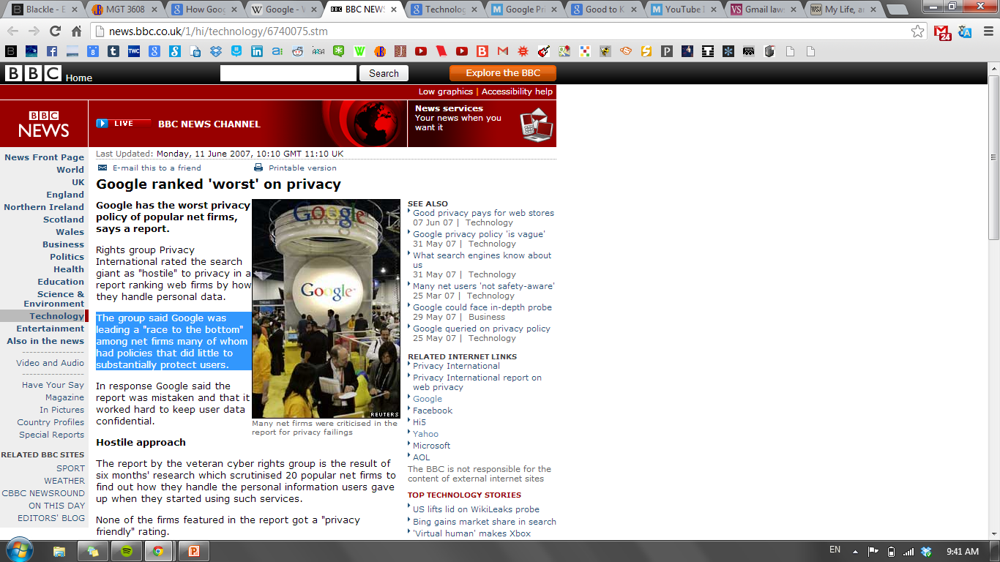 Blackle - E
MGT 3608
How Goog
Google - W
BBC NEWS
Technolog
Google Pri
Good to K
YouTube I
Gmail laws
My Life, a
news.bbc.co.uk/1/hi/technology/6740075.stm
24
BBC Home
Search
Explore the BBC
Low graphics | Accessibility help
BBC NEWS
LIVE BBC NEWS CHANNEL
News services
Your news when you
want it
News Front Page
World
UK
England
Northern Ireland
Scotland
Wales
Business
Politics
Health
Education
Science &
Environment
Technology
Entertainment
Also in the news
Video and Audio
Have Your Say
Magazine
In Pictures
Country Profiles
Special Reports
RELATED BBC SITES
SPORT
WEATHER
CBBC NEWSROUND
ON THIS DAY
EDITORS' BLOG
Last Updated: Monday, 11 June 2007, 10:10 GMT 11:10 UK
E-mail this to a friend
Printable version
Google ranked 'worst' on privacy
Google has the worst privacy
policy of popular net firms,
says a report.
Rights group Privacy
International rated the search
giant as "hostile" to privacy in a
report ranking web firms by how
they handle personal data.
The group said Google was
leading a "race to the bottom"
among net firms many of whom
had policies that did little to
substantially protect users.
In response Google said the
report was mistaken and that it
worked hard to keep user data
confidential.
Google
Google
REUTERS
Many net firms were criticised in the
report for privacy failings
Hostile approach
The report by the veteran cyber rights group is the result of
six months' research which scrutinised 20 popular net firms to
find out how they handle the personal information users gave
up when they started using such services.
None of the firms featured in the report got a "privacy
friendly" rating.
SEE ALSO
Good privacy pays for web stores
07 Jun 07 | Technology
Google privacy policy 'is vague'
31 May 07 | Technology
What search engines know about
us
31 May 07 | Technology
Many net users 'not safety-aware'
25 Mar 07 | Technology
Google could face in-depth probe
29 May 07 | Business
Google queried on privacy policy
25 May 07 | Technology
RELATED INTERNET LINKS
Privacy International
Privacy International report on
web privacy
Google
Facebook
Hi5
Yahoo
Microsoft
AOL
The BBC is not responsible for the
content of external internet sites
TOP TECHNOLOGY STORIES
US lifts lid on WikiLeaks probe
Bing gains market share in search
'Virtual human' makes Xbox
EN
9:41 AM